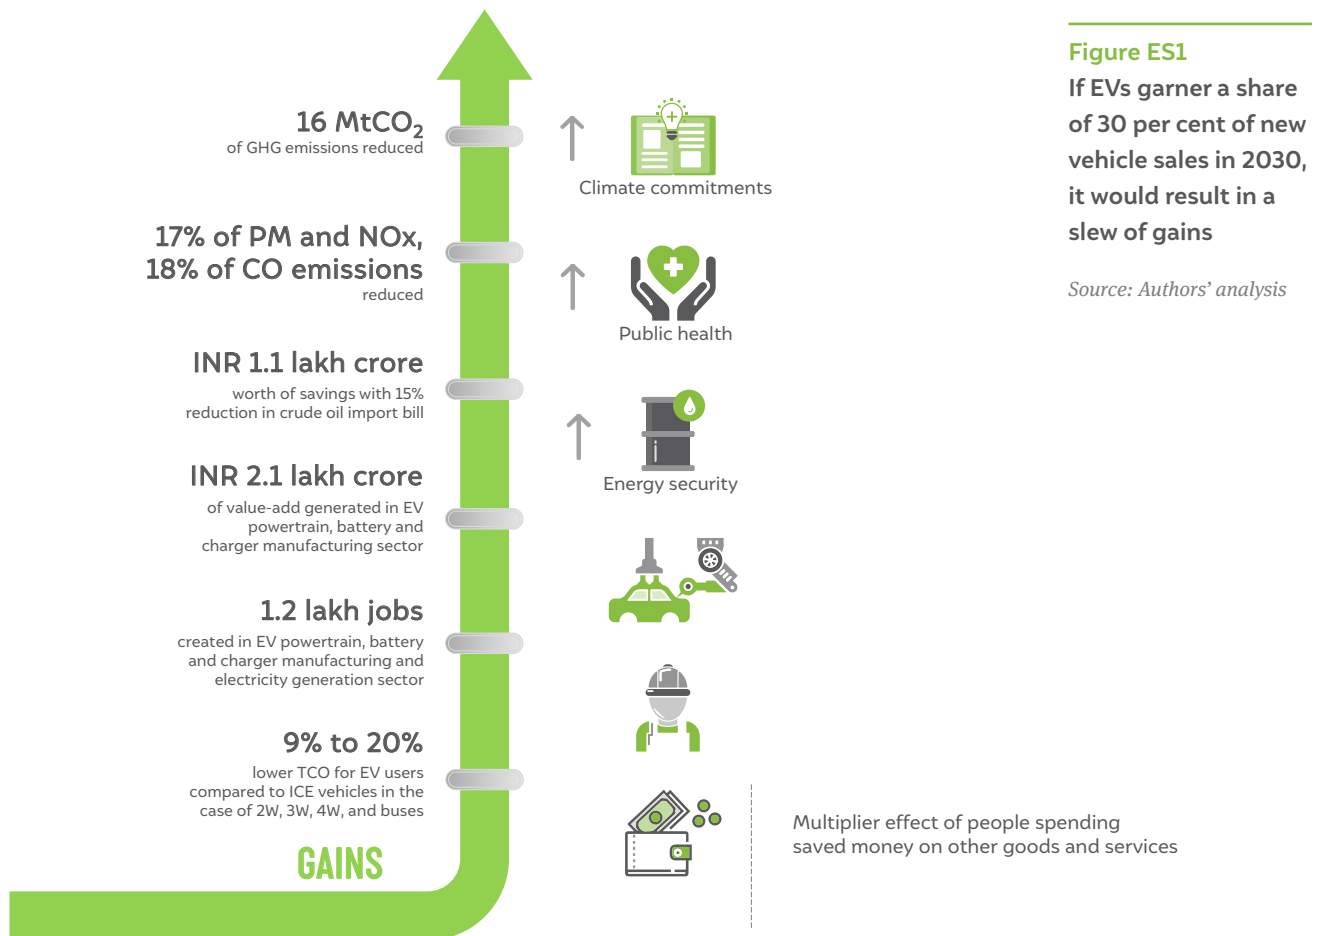 Figure ES1
If EVs garner a share
of 30 per cent of new
vehicle sales in 2030,
it would result in a
slew of gains
Source: Authors’ analysis
16 MtCO₂
of GHG emissions reduced
Climate commitments
17% of PM and NOx,
18% of CO emissions
reduced
Public health
INR 1.1 lakh crore
worth of savings with 15%
reduction in crude oil import bill
Energy security
INR 2.1 lakh crore
of value-add generated in EV
powertrain, battery and
charger manufacturing sector
1.2 lakh jobs
created in EV powertrain, battery
and charger manufacturing and
electricity generation sector
9% to 20%
lower TCO for EV users
compared to ICE vehicles in the
case of 2W, 3W, 4W, and buses
Multiplier effect of people spending
saved money on other goods and services
GAINS